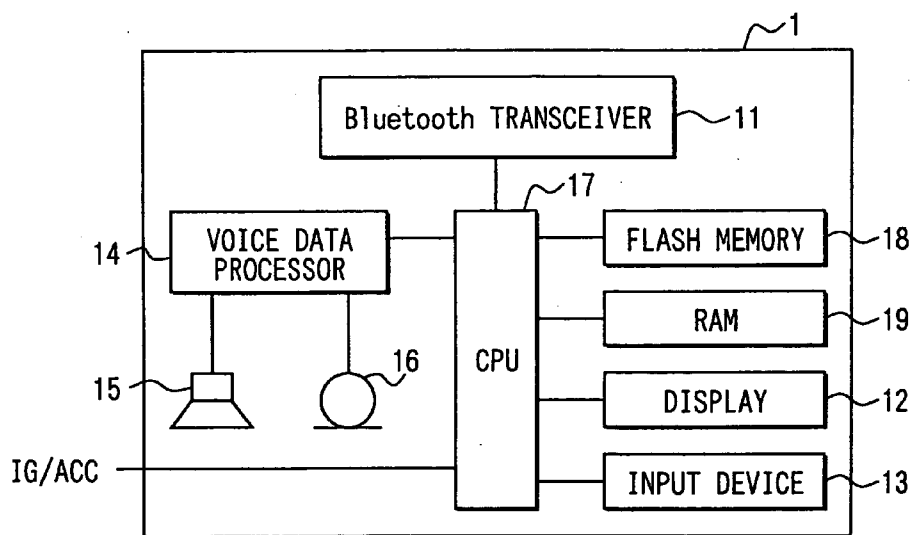 1
Bluetooth TRANSCEIVER
11
17
14
VOICE DATA
PROCESSOR
FLASH MEMORY
18
RAM
19
CPU
16
15
DISPLAY
12
IG/ACC
INPUT DEVICE
13